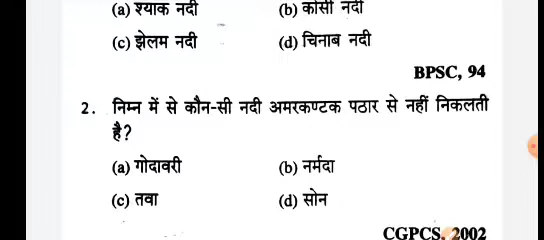 (a) श्याक नदी (b) कोसी नदी
(c) झेलम नदी (d) चिनाब नदी
BPSC, 94
2. निम्न में से कौन-सी नदी अमरकण्टक पठार से नहीं निकलती
है?
(a) गोदावरी (b) नर्मदा
(c) तवा (d) सोन
CGPCS, 2002